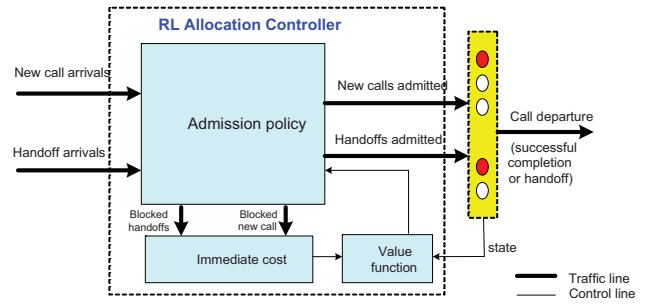 RL Allocation Controller
New call arrivals
Handoff arrivals
Admission policy
New calls admitted
Handoffs admitted
Call departure
(successful
completion
or handoff)
Blocked
handoffs
Blocked
new call
Immediate cost
Value
function
state
Traffic line
Control line